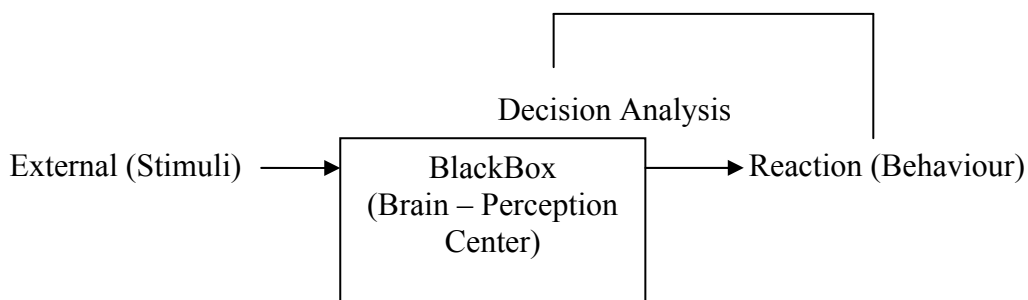 Decision Analysis
External (Stimuli)
BlackBox
(Brain – Perception
Center)
Reaction (Behaviour)